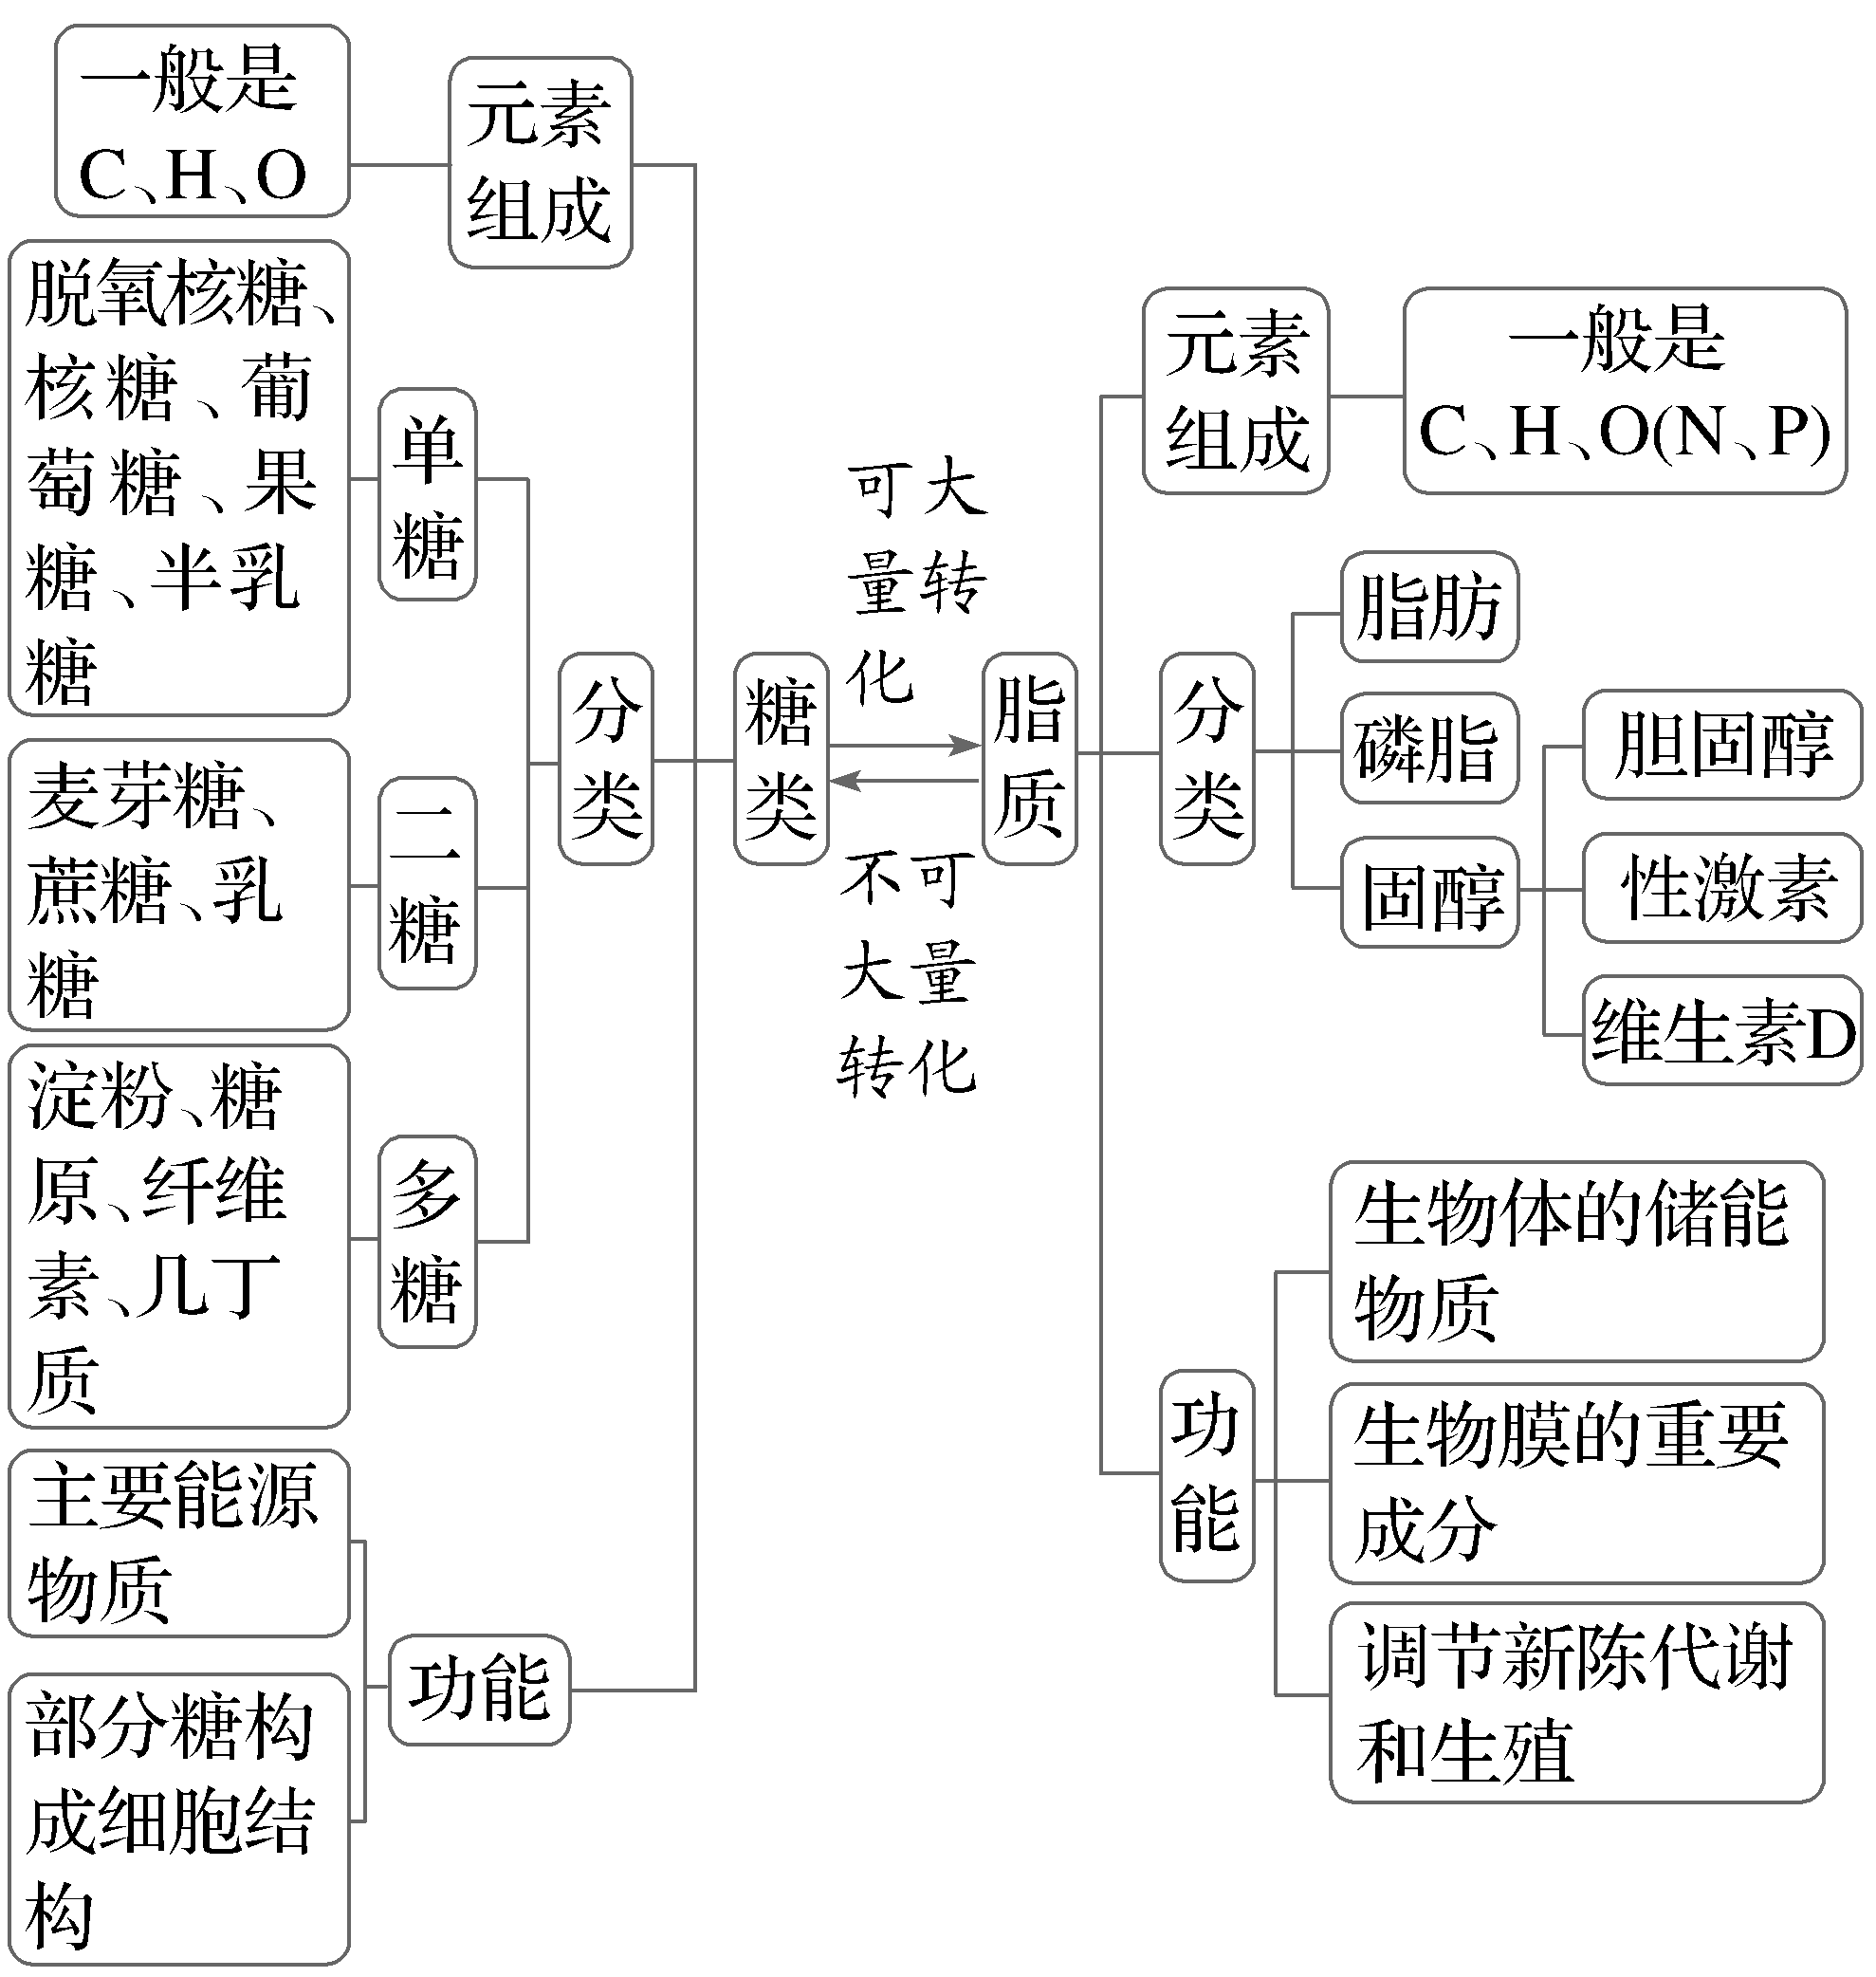 一般是
C、H、O
元素
组成
脱氧核糖、
核糖、葡
萄糖、果
糖、半乳
糖
单
糖
麦芽糖、
蔗糖、乳
糖
二
糖
淀粉、糖
原、纤维
素、几丁
质
多
糖
分
类
主要能源
物质
部分糖构
成细胞结
构
功能
糖
类
可大
量转
化
不可
大量
转化
脂
质
元素
组成
一般是
C、H、O(N、P)
分
类
脂肪
磷脂
固醇
胆固醇
性激素
维生素D
功
能
生物体的储能
物质
生物膜的重要
成分
调节新陈代谢
和生殖